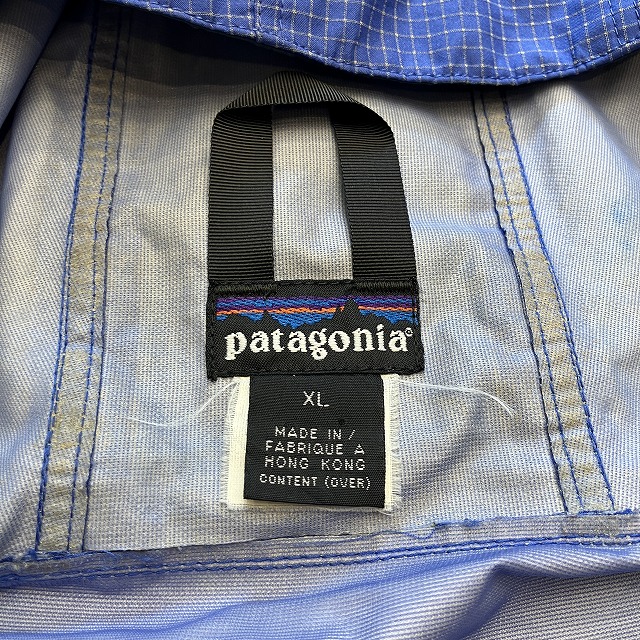 patagonia®
XL
MADE IN /
FABRIQUE A
HONG KONG
CONTENT (OVER)